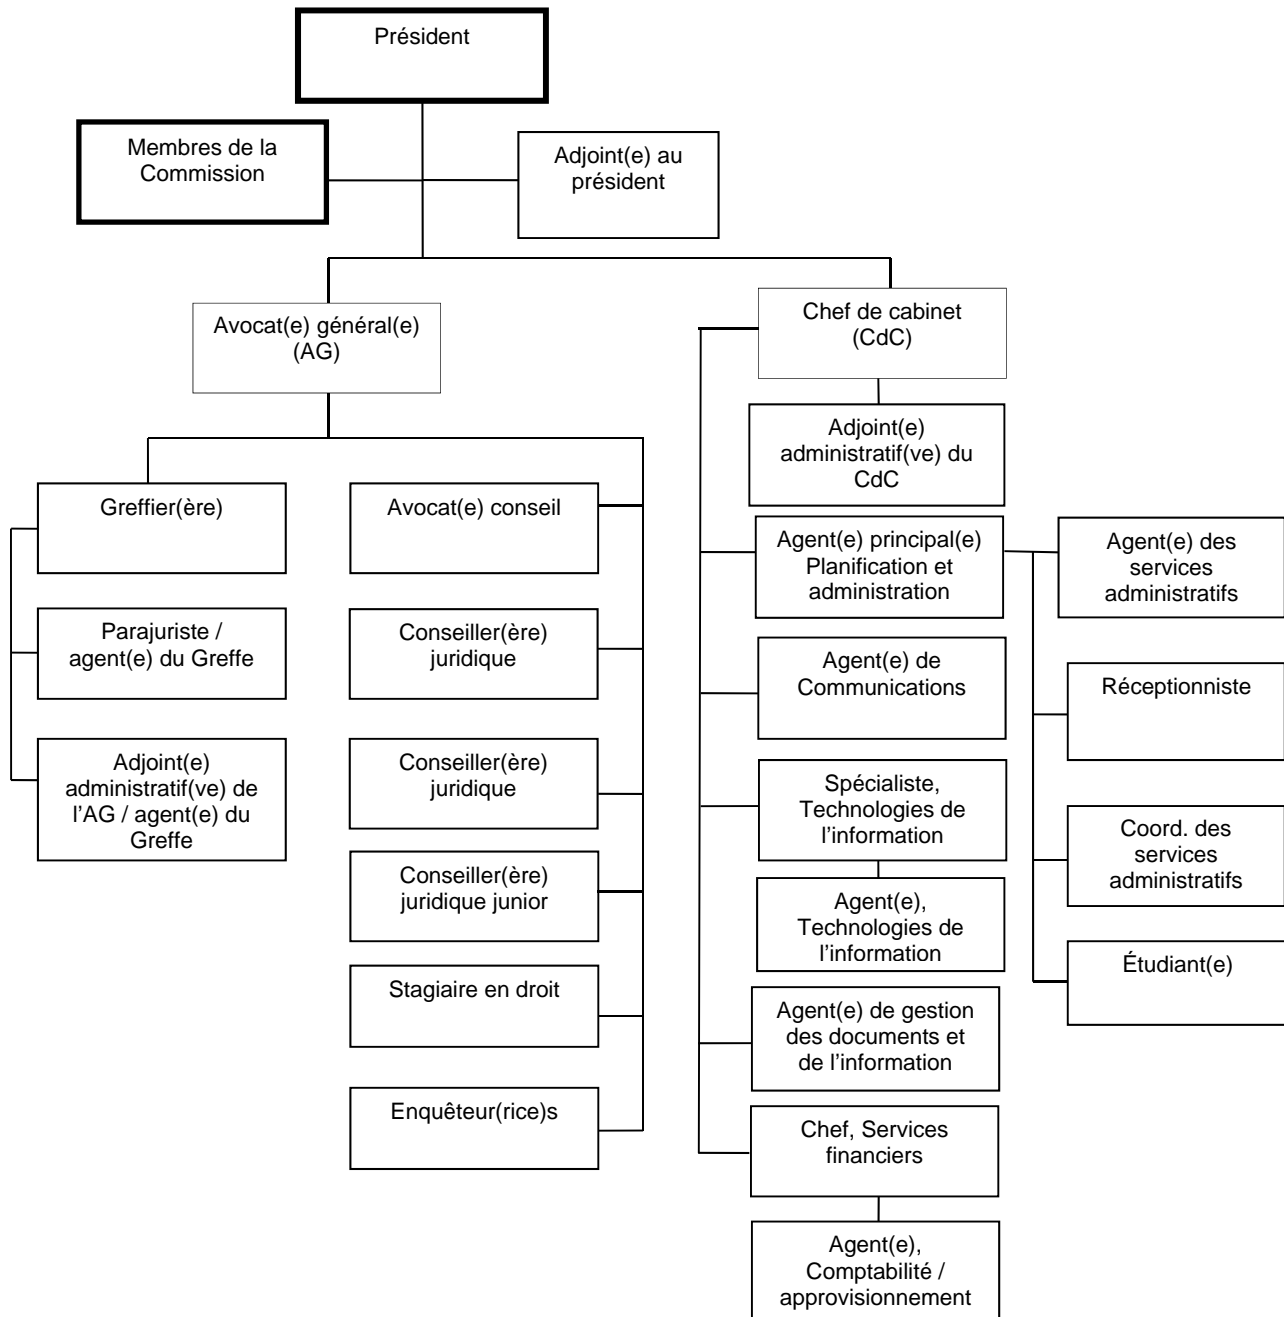 Président
Membres de la
Commission
Adjoint(e) au
président
Avocat(e) général(e)
(AG)
Chef de cabinet
(CdC)
Adjoint(e)
administratif(ve) du
CdC
Greffier(ère)
Avocat(e) conseil
Agent(e) principal(e)
Planification et
administration
Agent(e) des
services
administratifs
Parajuriste /
agent(e) du Greffe
Conseiller(ère)
juridique
Agent(e) de
Communications
Réceptionniste
Adjoint(e)
administratif(ve) de
l’AG / agent(e) du
Greffe
Conseiller(ère)
juridique
Spécialiste,
Technologies de
l’information
Coord. des
services
administratifs
Conseiller(ère)
juridique junior
Agent(e),
Technologies de
l’information
Étudiant(e)
Stagiaire en droit
Agent(e) de gestion
des documents et
de l’information
Enquêteur(rice)s
Chef, Services
financiers
Agent(e),
Comptabilité /
approvisionnement